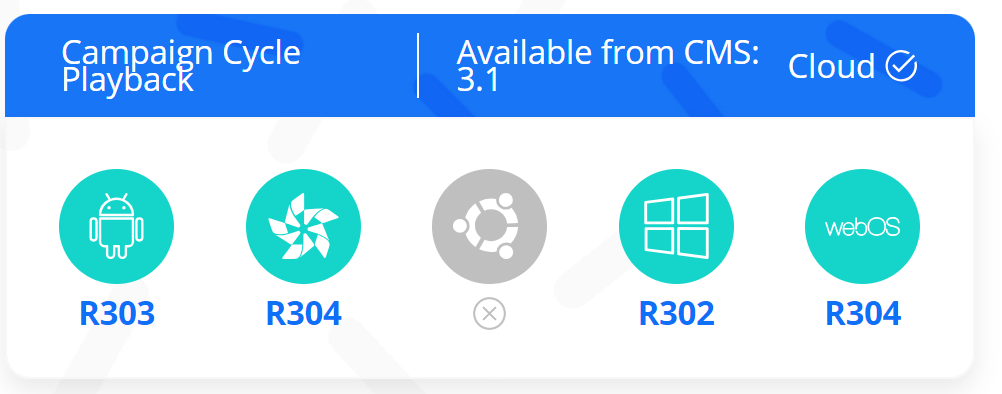 Campaign Cycle
Playback
Available from CMS:
3.1
Cloud
webOS
R303
R304
R302
R304